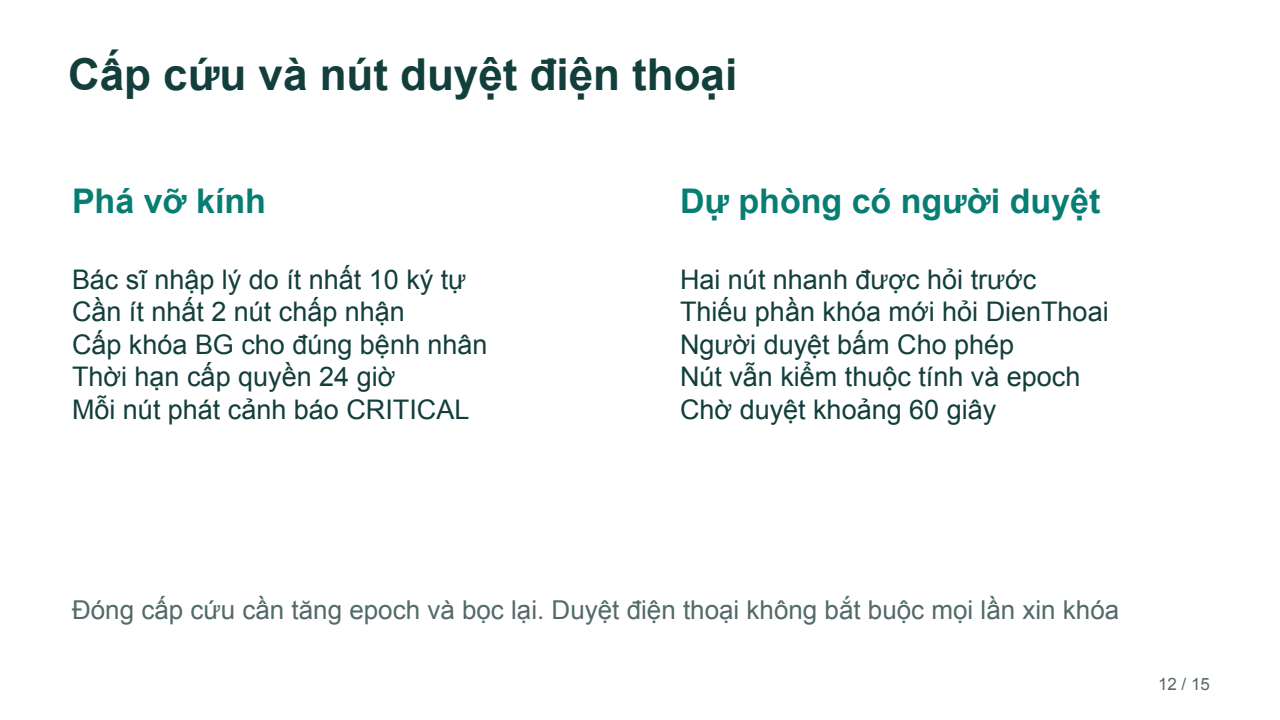 Cấp cứu và nút duyệt điện thoại
Phá vỡ kính
Bác sĩ nhập lý do ít nhất 10 ký tự
Cần ít nhất 2 nút chấp nhận
Cấp khóa BG cho đúng bệnh nhân
Thời hạn cấp quyền 24 giờ
Mỗi nút phát cảnh báo CRITICAL
Dự phòng có người duyệt
Hai nút nhanh được hỏi trước
Thiếu phần khóa mới hỏi DienThoai
Người duyệt bấm Cho phép
Nút vẫn kiểm thuộc tính và epoch
Chờ duyệt khoảng 60 giây
Đóng cấp cứu cần tăng epoch và bọc lại. Duyệt điện thoại không bắt buộc mọi lần xin khóa
12 / 15